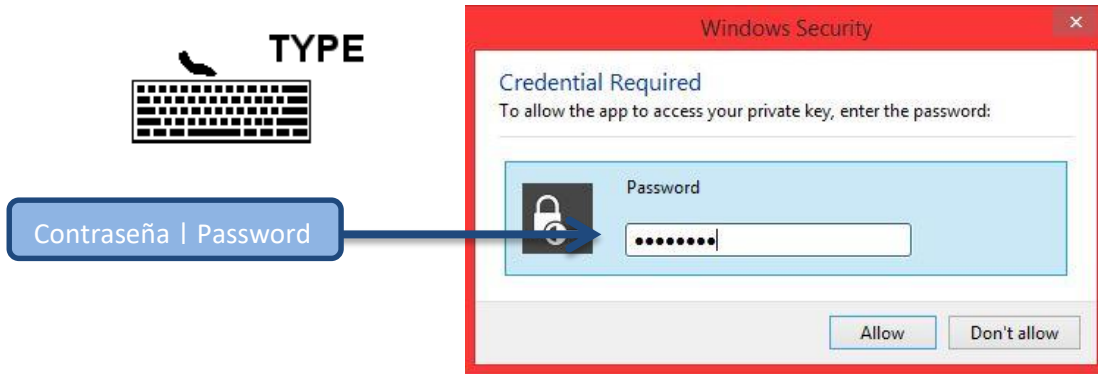 TYPE
Contraseña | Password
Windows Security
Credential Required
To allow the app to access your private key, enter the password:
Password
Allow
Don't allow